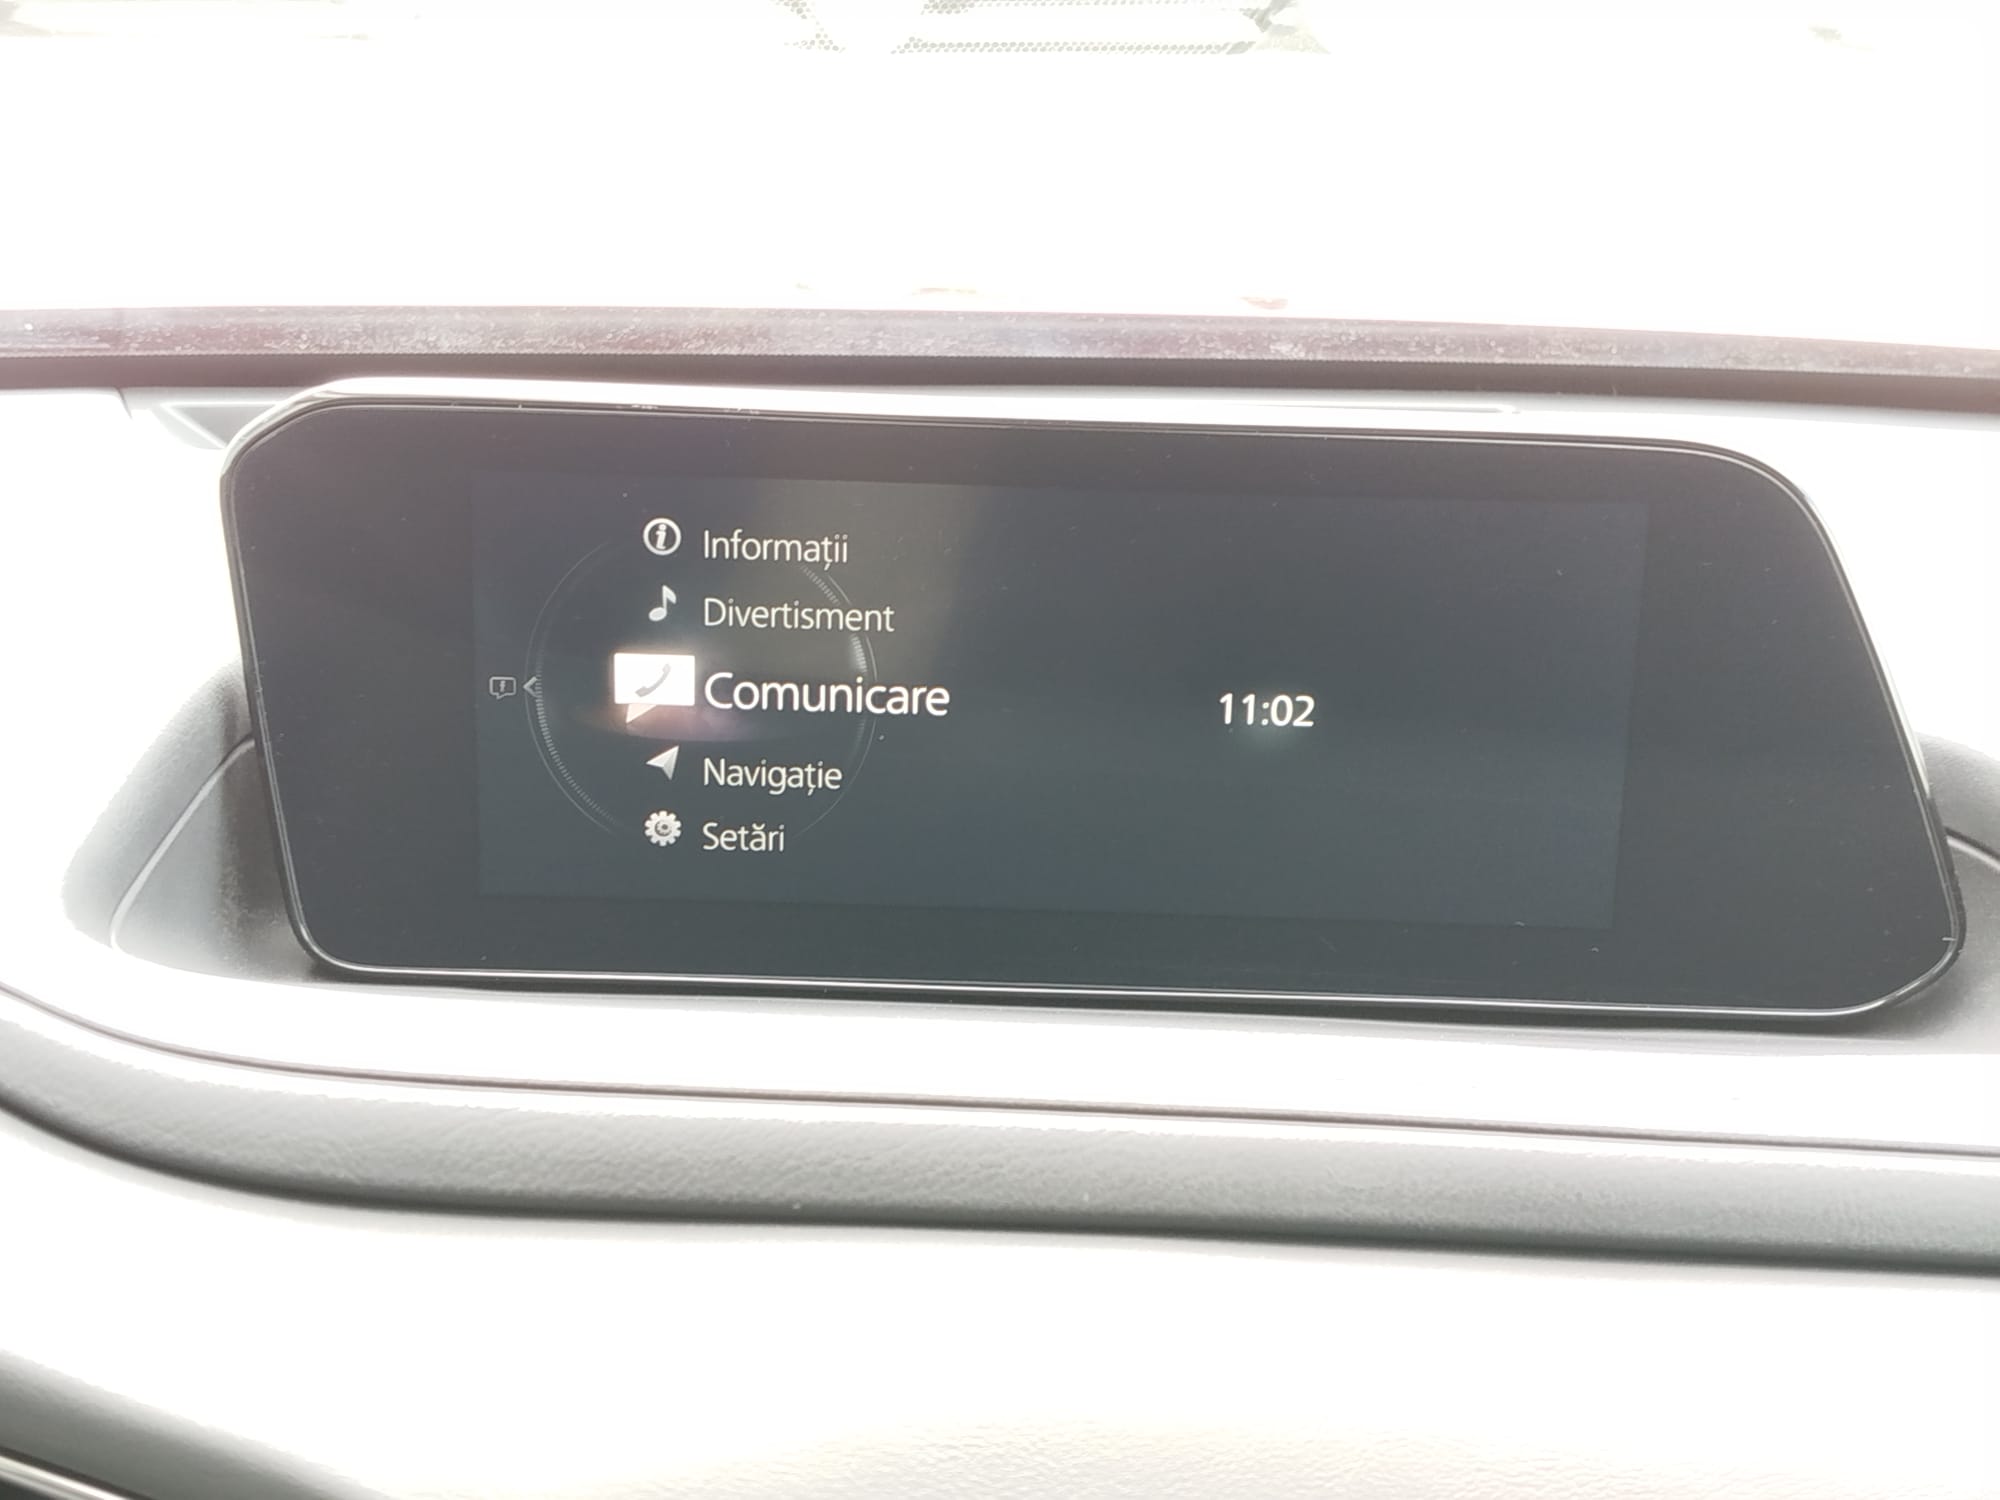 Informații
Divertisment
Comunicare
11:02
Navigație
Setări